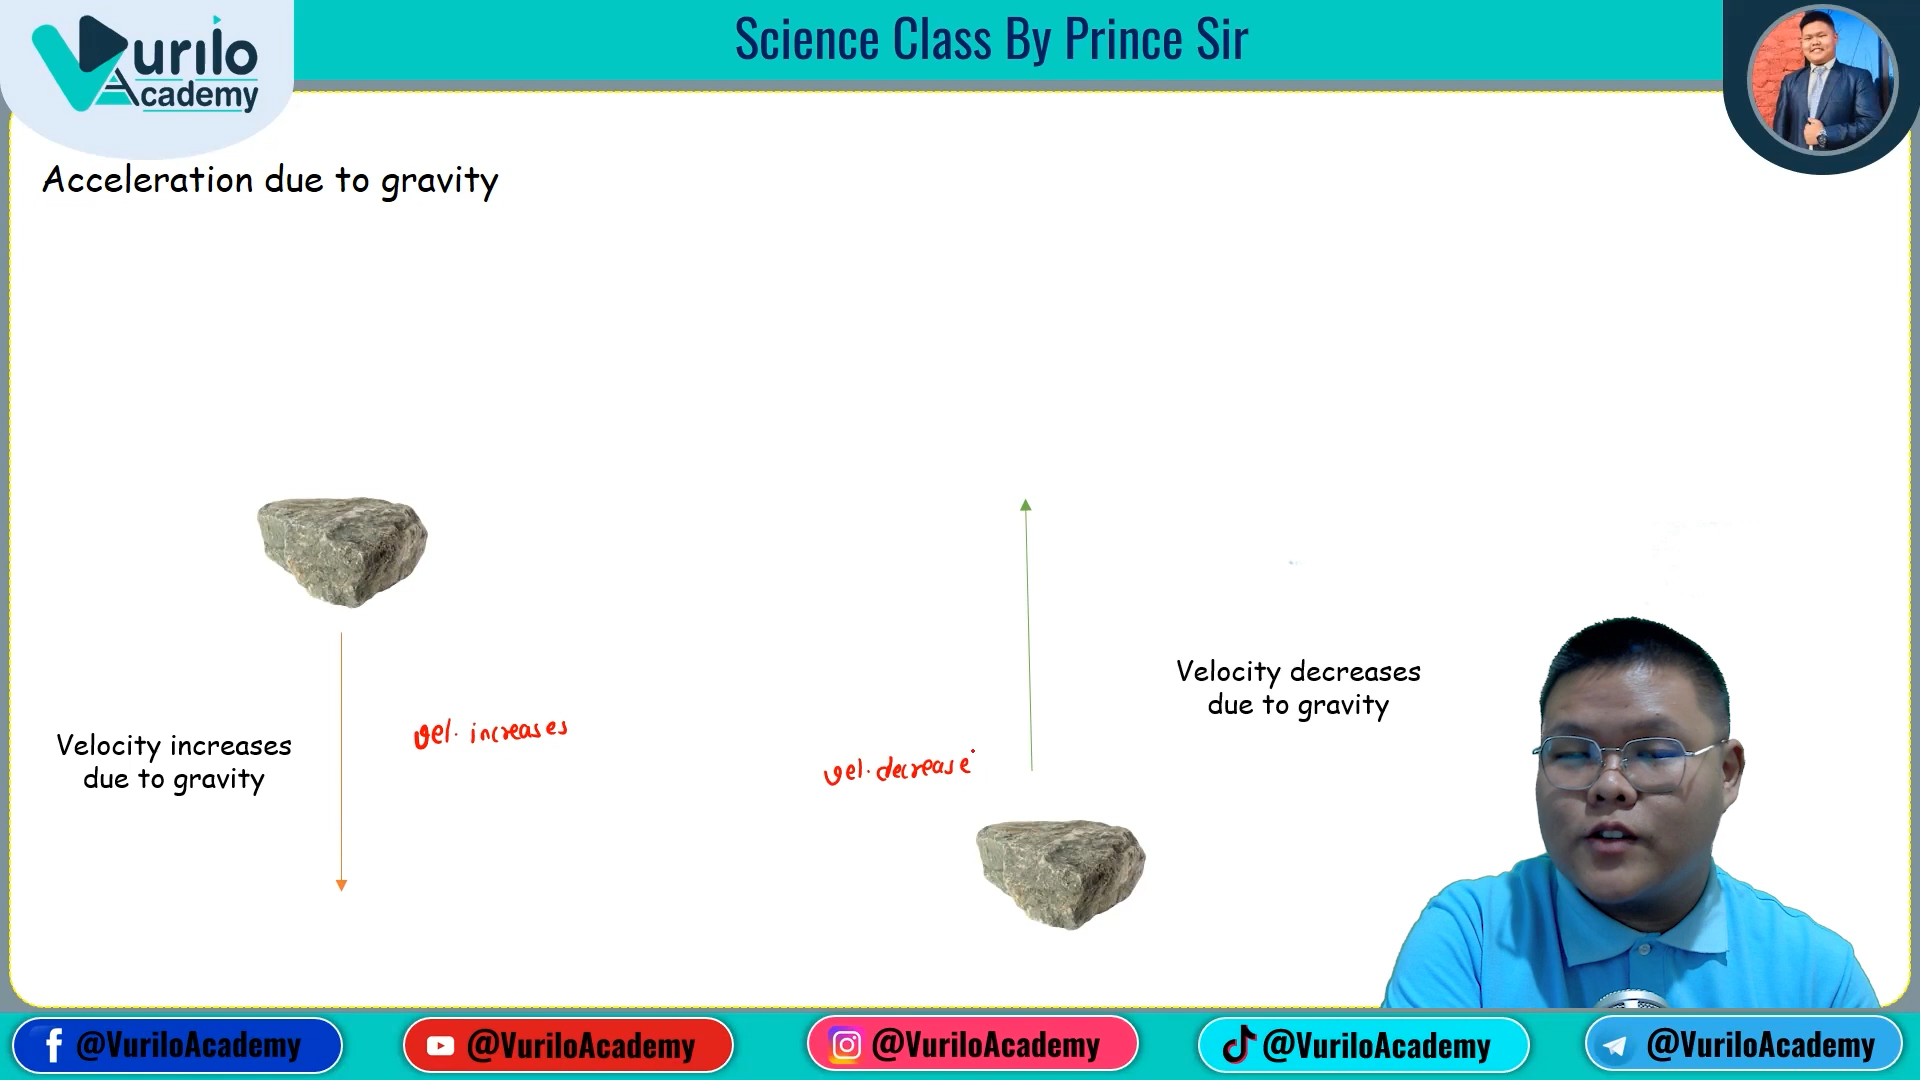 Vurilo
Academy
Science Class By Prince Sir
Acceleration due to gravity
Velocity increases
due to gravity
vel. increases
vel. decrease
Velocity decreases
due to gravity
@VuriloAcademy
@VuriloAcademy
@VuriloAcademy
@VuriloAcademy
@VuriloAcademy